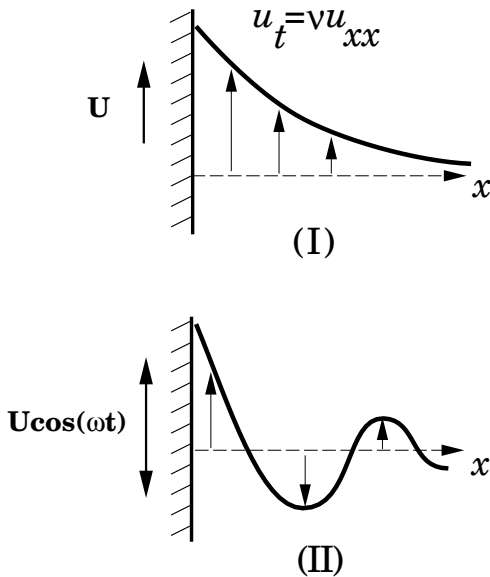 u_t=νu_xx
U
x
(I)
Ucos(ωt)
x
(II)